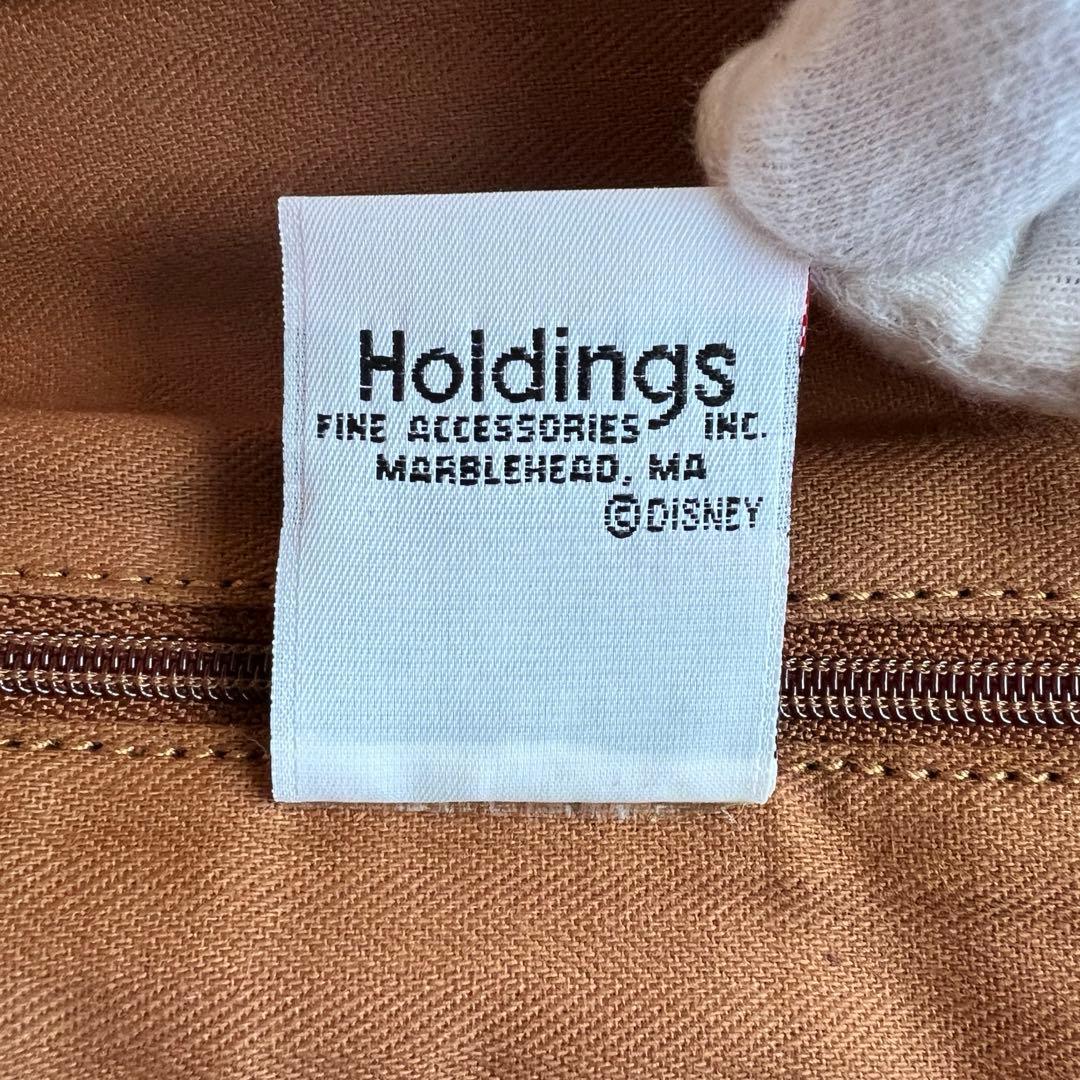 Holdings
FINE ACCESSORIES INC.
MARBLEHEAD, MA
©DISNEY